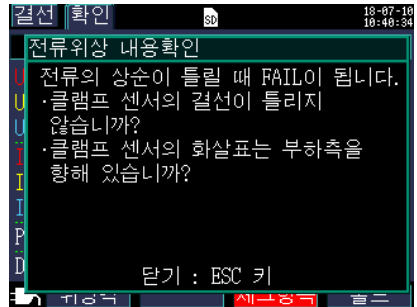 결선 확인 SD 18-07-10
10:40:34
전류위상 내용확인
전류의 상순이 틀릴 때 FAIL이 됩니다.
·클램프 센서의 결선이 틀리지
않습니까?
·클램프 센서의 화살표는 부하측을
향해 있습니까?
닫기 : ESC 키
U
U
U
I
I
I
P
D